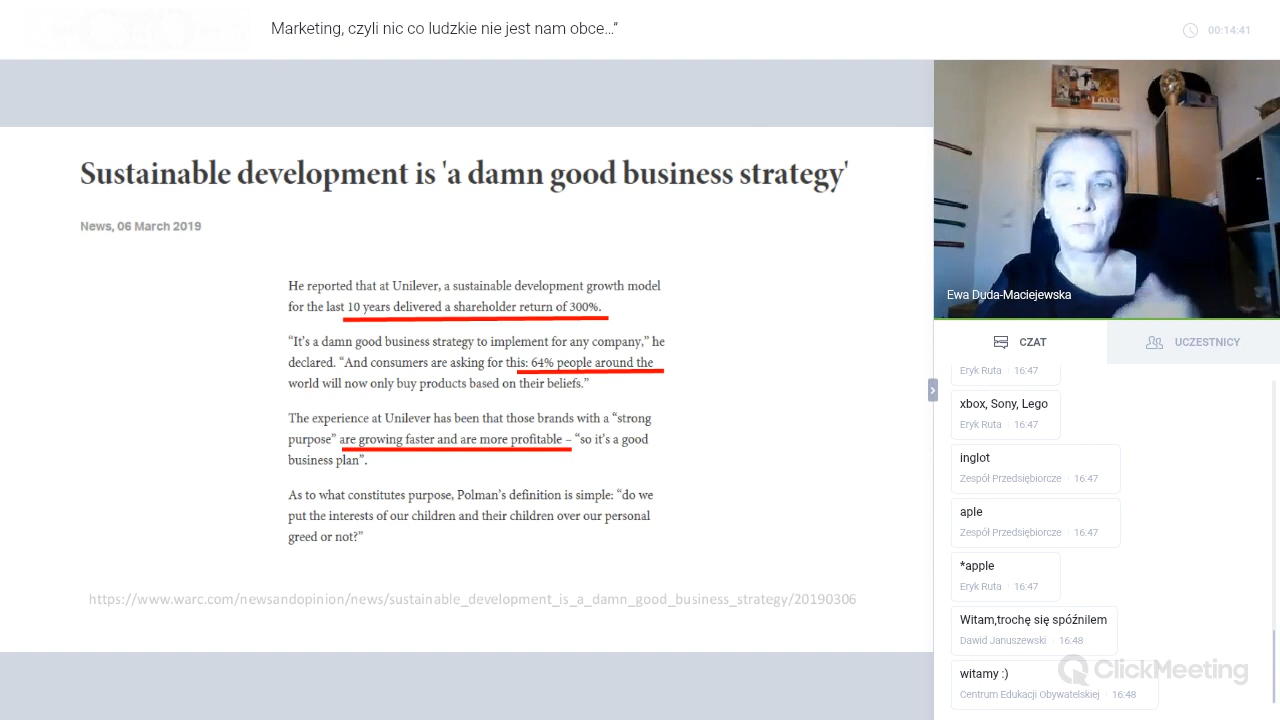 Marketing, czyli nic co ludzkie nie jest nam obce...”
00:14:41
Sustainable development is 'a damn good business strategy'
News, 06 March 2019
He reported that at Unilever, a sustainable development growth model
for the last 10 years delivered a shareholder return of 300%.
“It’s a damn good business strategy to implement for any company,” he
declared. “And consumers are asking for this: 64% people around the
world will now only buy products based on their beliefs.”
The experience at Unilever has been that those brands with a “strong
purpose” are growing faster and are more profitable – “so it’s a good
business plan”.
As to what constitutes purpose, Polman’s definition is simple: “do we
put the interests of our children and their children over our personal
greed or not?”
https://www.warc.com/newsandopinion/news/sustainable_development_is_a_damn_good_business_strategy/20190306
LOVE
Ewa Duda-Maciejewska
CZAT
UCZESTNICY
Eryk Ruta 16:47
xbox, Sony, Lego
Eryk Ruta 16:47
inglot
Zespół Przedsiębiorcze 16:47
aple
Zespół Przedsiębiorcze 16:47
*apple
Eryk Ruta 16:47
Witam,trochę się spóźnilem
Dawid Januszewski 16:48
witamy :)
Centrum Edukacji Obywatelskiej 16:48
ClickMeeting